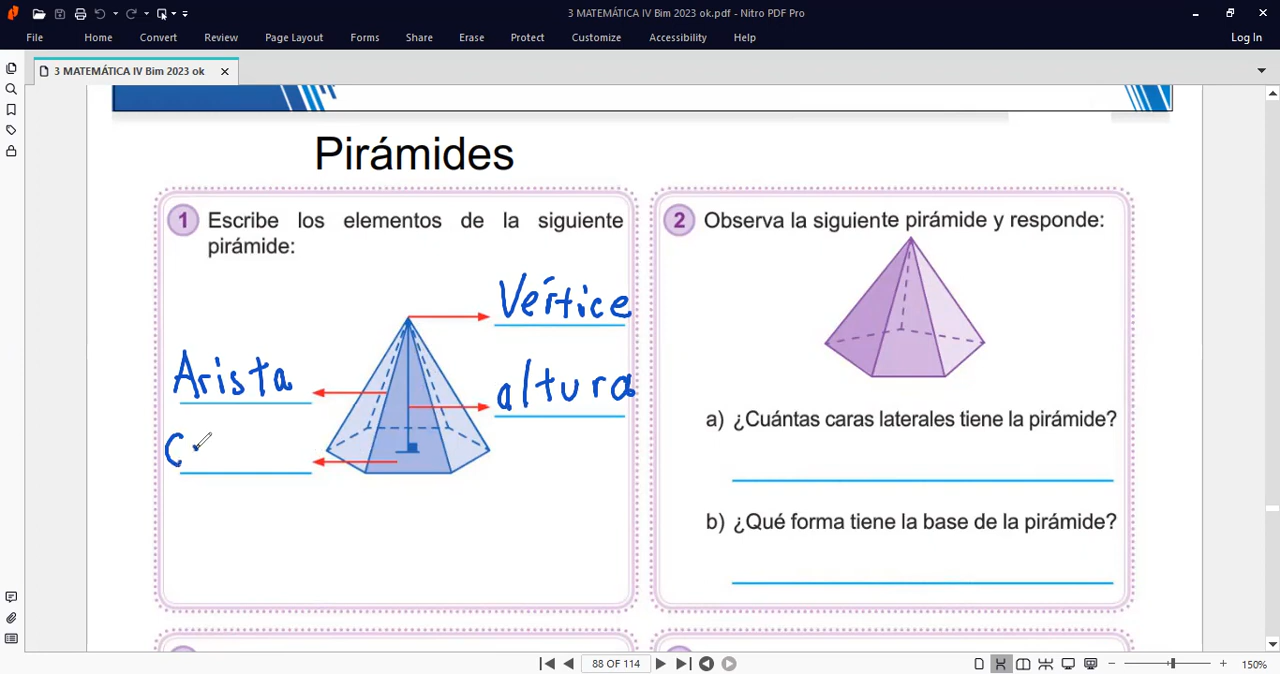 3 MATEMÁTICA IV Bim 2023 ok.pdf - Nitro PDF Pro
File Home Convert Review Page Layout Forms Share Erase Protect Customize Accessibility Help Log In
3 MATEMÁTICA IV Bim 2023 ok
Pirámides
1 Escribe los elementos de la siguiente
pirámide:
Vértice
Arista
altura
C
2 Observa la siguiente pirámide y responde:
a) ¿Cuántas caras laterales tiene la pirámide?
b) ¿Qué forma tiene la base de la pirámide?
88 OF 114
150%